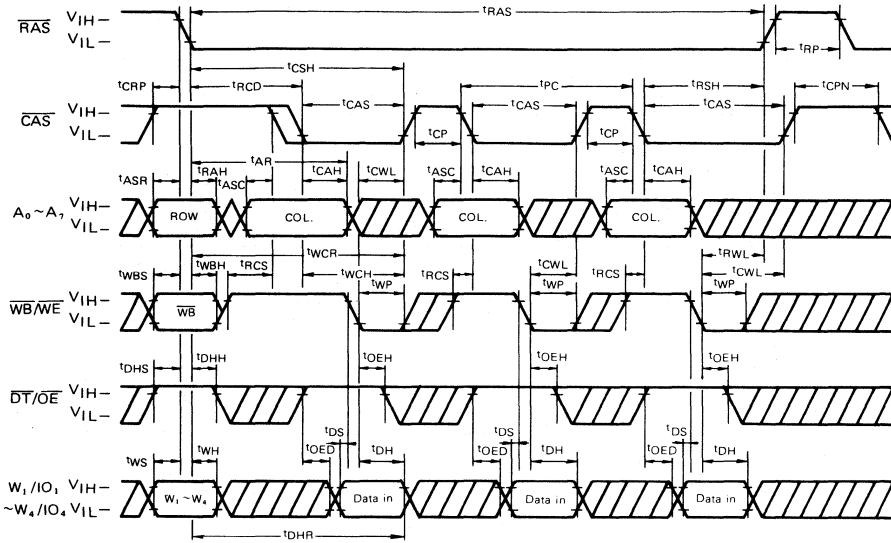 RAS VIH tRAS
VIL tRP
tCSH
tCRP tRCD tPC tRSH tCPN
tCAS tCAS tCAS
CAS VIH
VIL tCP tCP
tAR
tASR tRAH tASC tCAH tCWL tASC tCAH tASC tCAH
A₀~A₇ VIH
VIL ROW COL. COL. COL.
tWCR tRWL
tWBS tWBH tRCS tWCH tRCS tCWL tRCS tCWL
tWP tWP tWP
WB/WE VIH
VIL WB
tDHS tDHH tOEH tOEH tOEH
DT/OE VIH
VIL
tDS tDS tDS
tWS tWH tOED tDH tOED tDH tOED tDH
W₁/IO₁ VIH
~W₄/IO₄ VIL W₁~W₄ Data in Data in Data in
tDHR